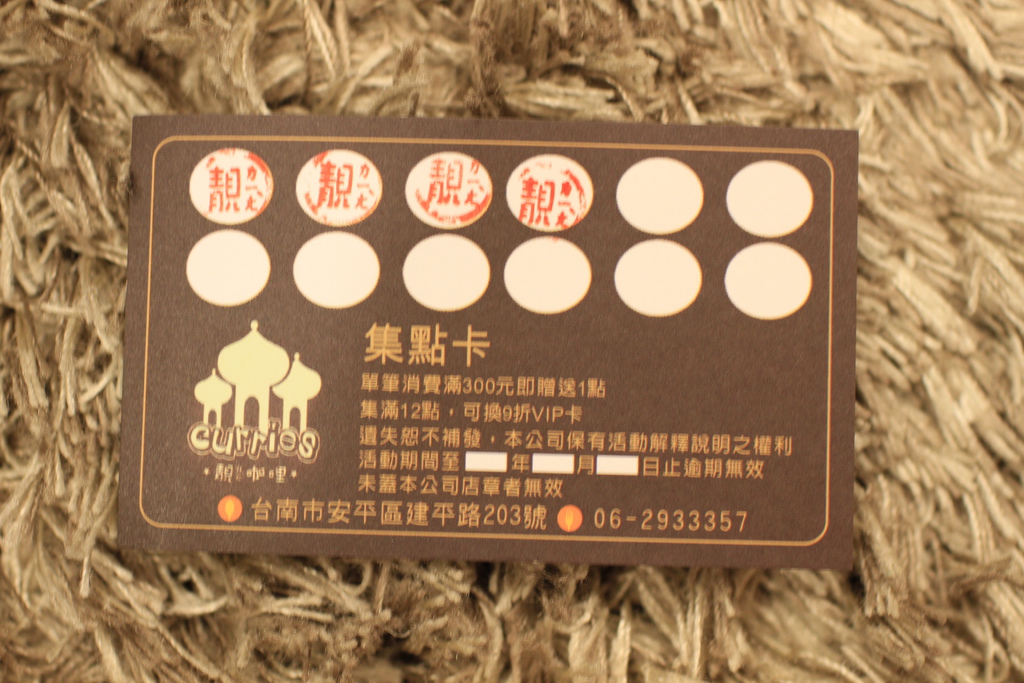 靚 靚 靚 靚
集點卡
單筆消費滿300元即贈送1點
集滿12點，可換9折VIP卡
遺失恕不補發，本公司保有活動解釋說明之權利
活動期間至 年 月 日止逾期無效
未蓋本公司店章者無效
curries
靚 咖哩
台南市安平區建平路203號 06-2933357